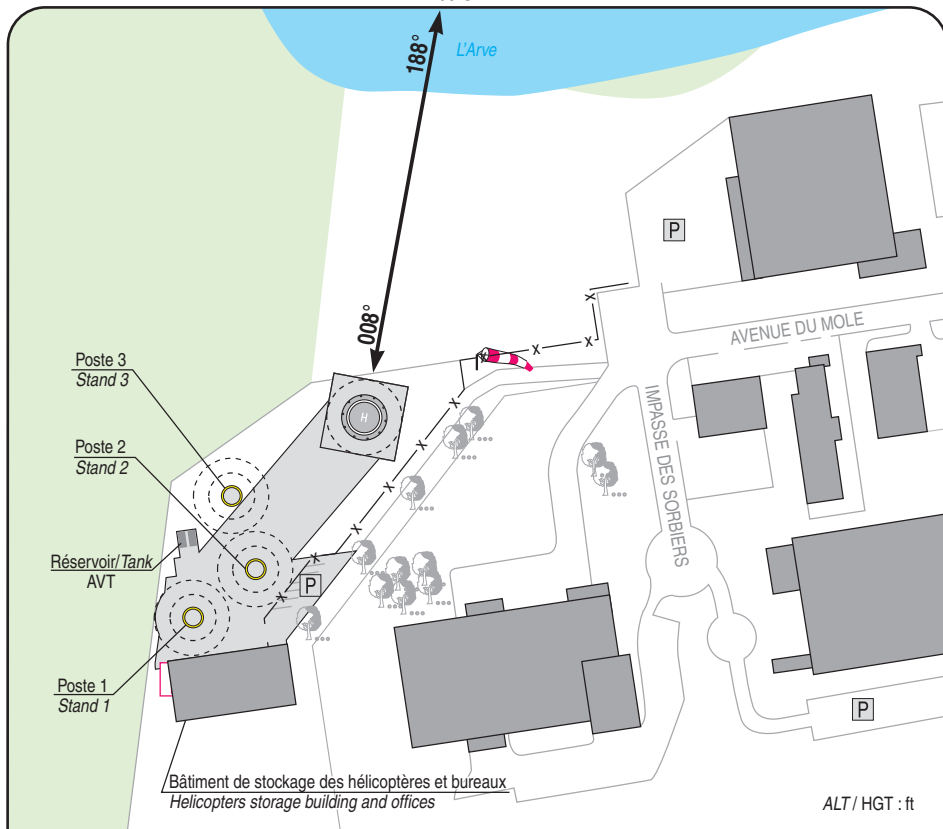 188°
L'Arve
008°
P
AVENUE DU MOLE
IMPASSE DES SORBIERS
H
Poste 3
Stand 3
Poste 2
Stand 2
Réservoir/Tank
AVT
P
Poste 1
Stand 1
P
Bâtiment de stockage des hélicoptères et bureaux
Helicopters storage building and offices
ALT / HGT : ft